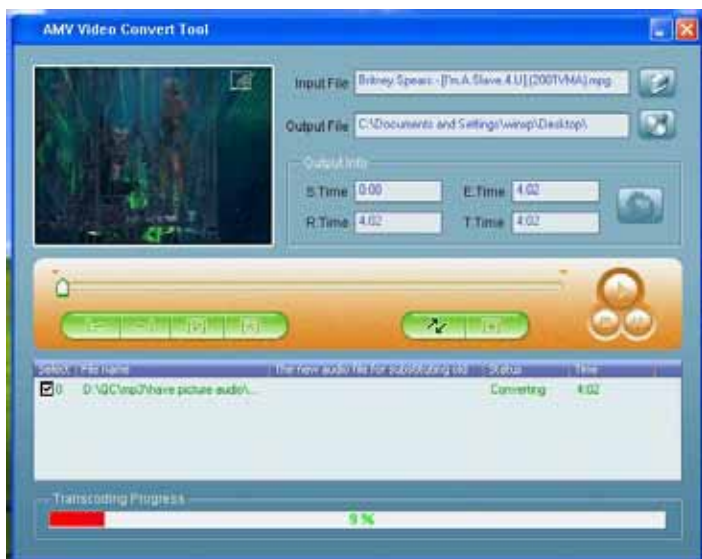 AMV Video Convert Tool
Input File Britney Spears - [I'm.A.Slave.4.U](2001VMA).mpg
Output File C:\Documents and Settings\winxp\Desktop\
Output Info
S.Time 0:00 E.Time 4:02
R.Time 4:02 T.Time 4:02
Select File name The new audio file for substituting old Status Time
0 D:\QC\mp3\have picture audio\... Converting 4:02
Transcoding Progress
9 %